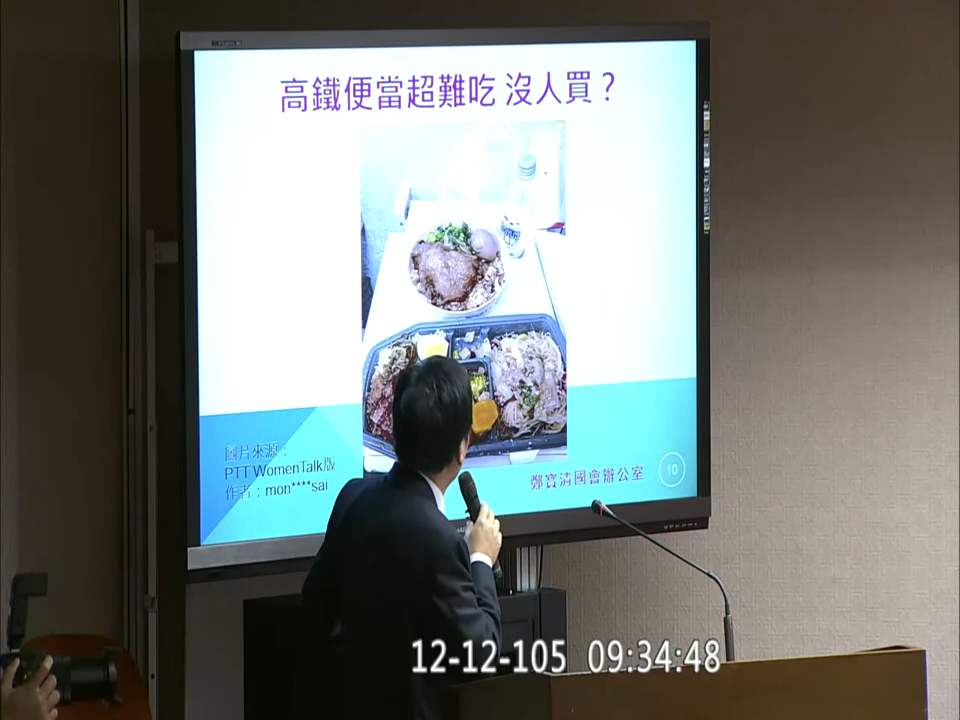 高鐵便當超難吃 沒人買？
圖片來源：
PTT WomenTalk版
作者：mon****sai
鄭寶清國會辦公室
10
12-12-105 09:34:48